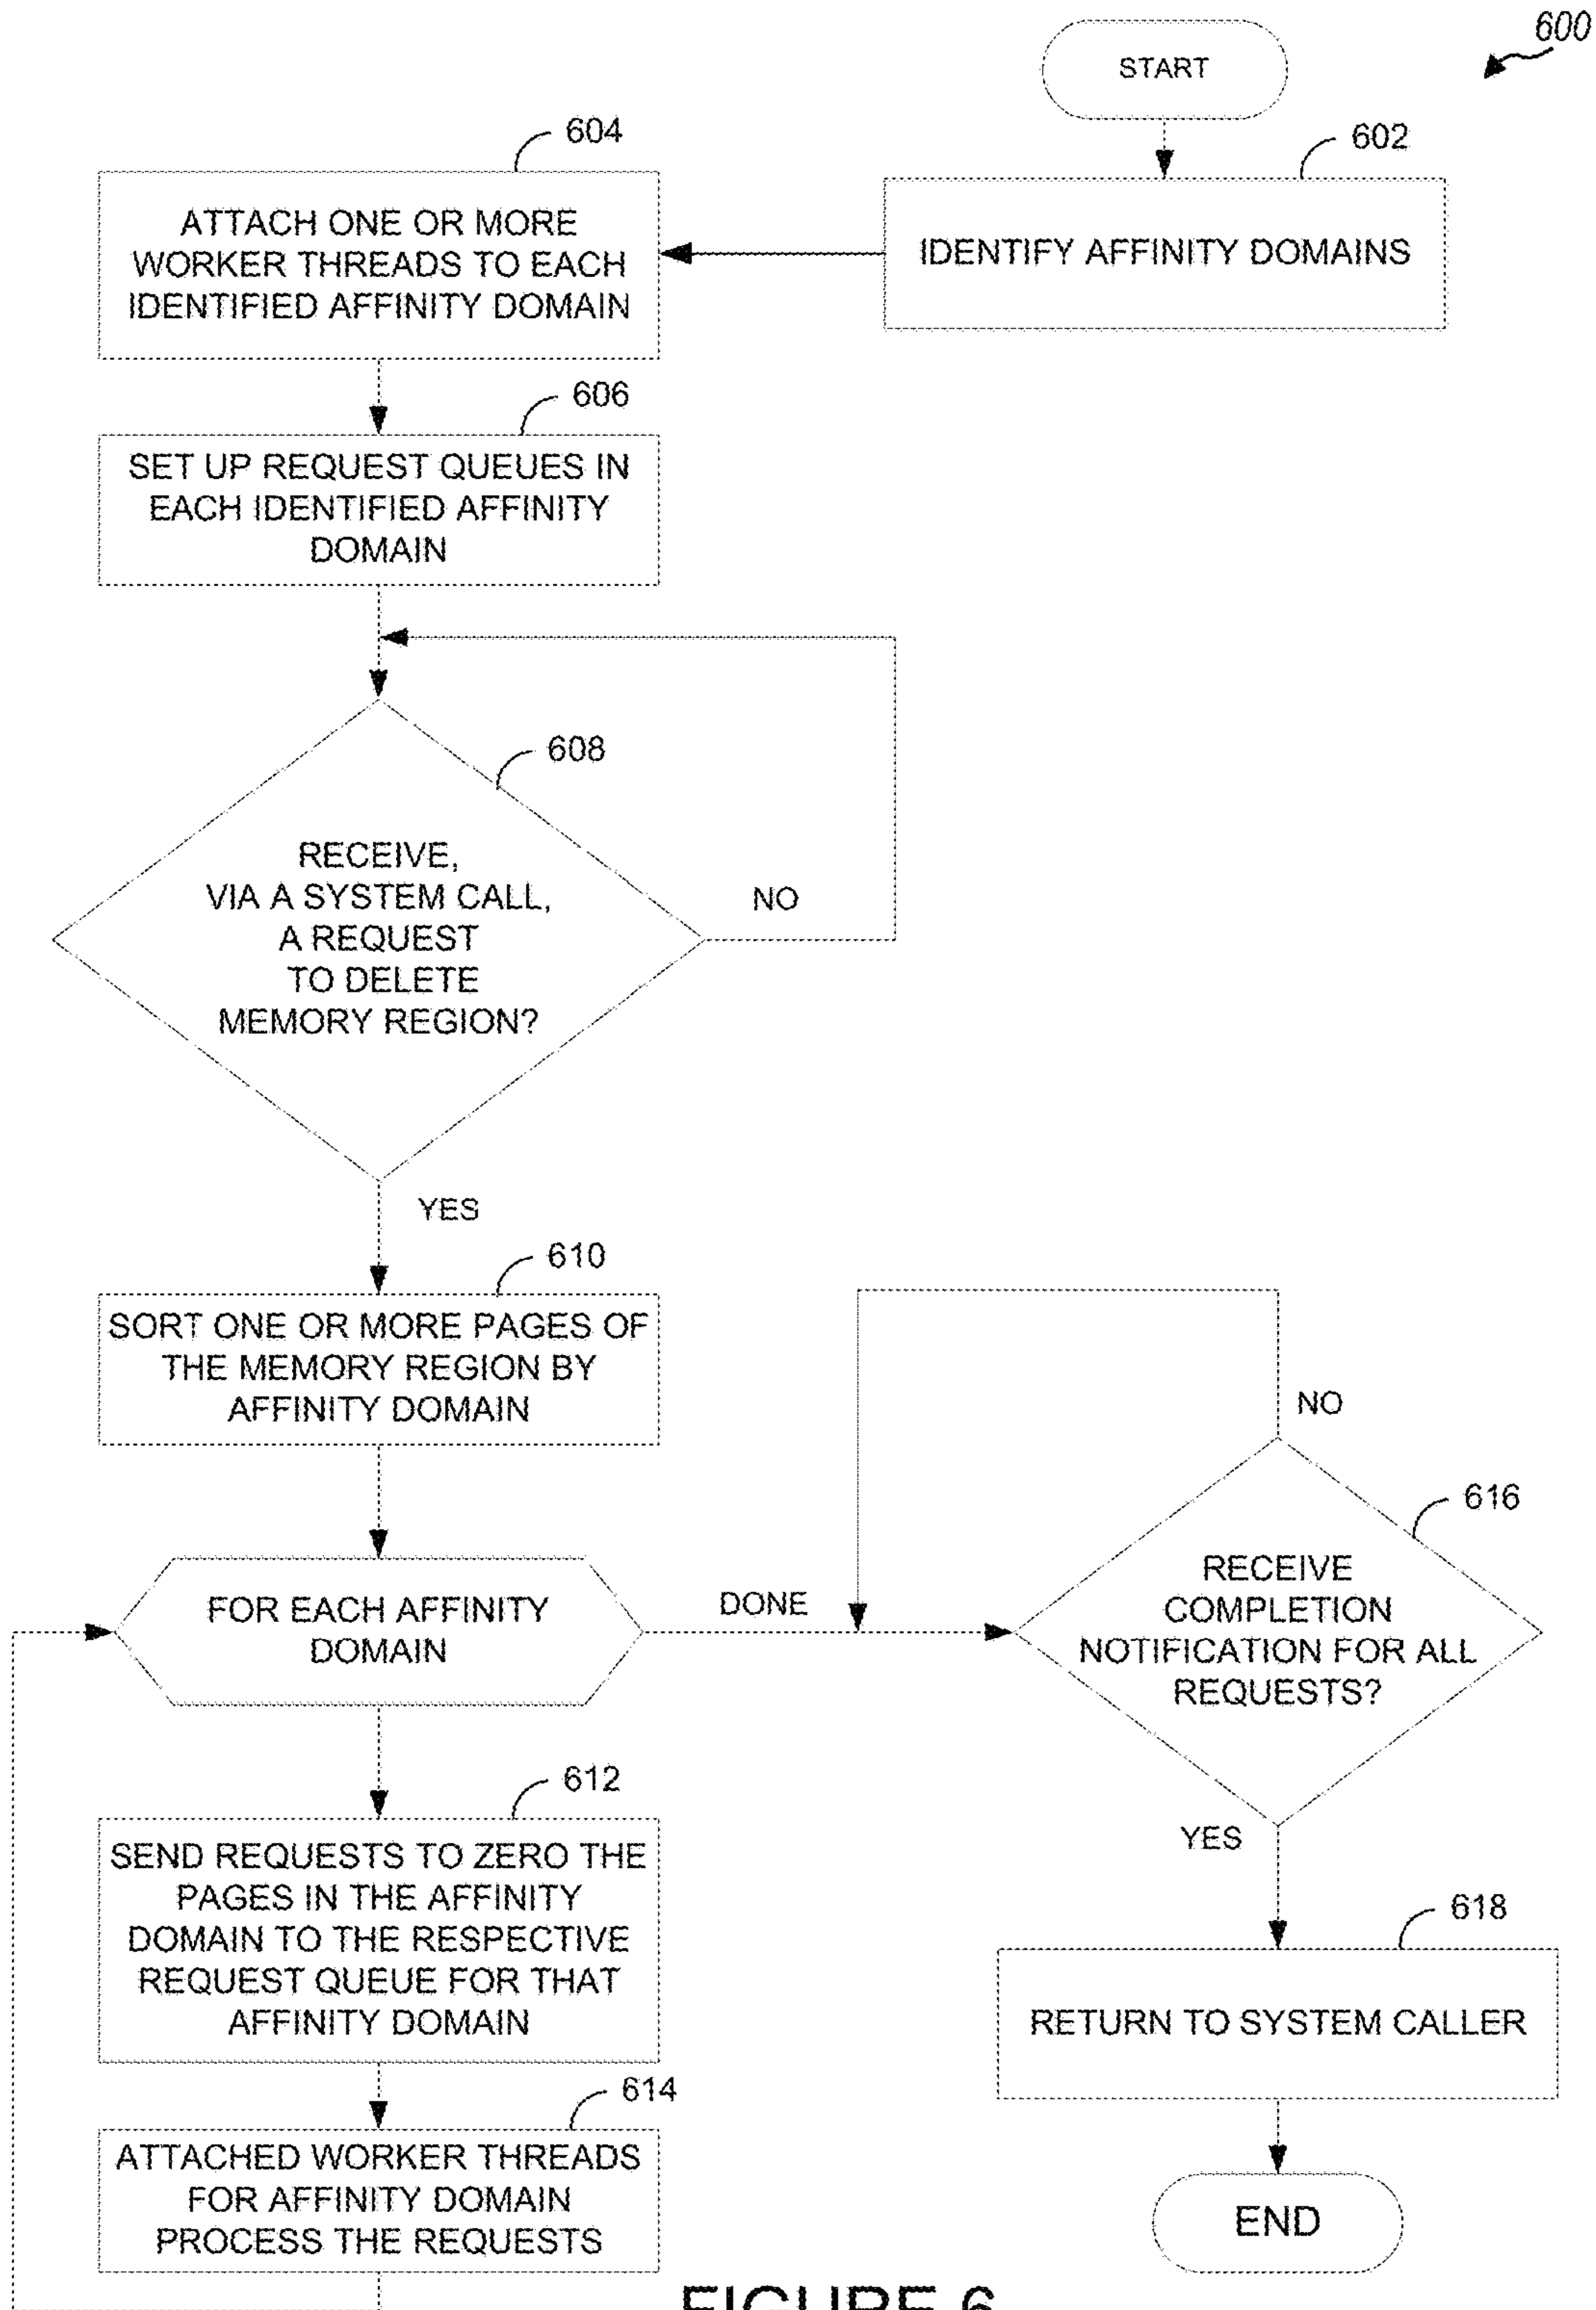 600
START
602
IDENTIFY AFFINITY DOMAINS
604
ATTACH ONE OR MORE
WORKER THREADS TO EACH
IDENTIFIED AFFINITY DOMAIN
606
SET UP REQUEST QUEUES IN
EACH IDENTIFIED AFFINITY
DOMAIN
608
RECEIVE,
VIA A SYSTEM CALL,
A REQUEST
TO DELETE
MEMORY REGION?
NO
YES
610
SORT ONE OR MORE PAGES OF
THE MEMORY REGION BY
AFFINITY DOMAIN
FOR EACH AFFINITY
DOMAIN
DONE
612
SEND REQUESTS TO ZERO THE
PAGES IN THE AFFINITY
DOMAIN TO THE RESPECTIVE
REQUEST QUEUE FOR THAT
AFFINITY DOMAIN
614
ATTACHED WORKER THREADS
FOR AFFINITY DOMAIN
PROCESS THE REQUESTS
NO
616
RECEIVE
COMPLETION
NOTIFICATION FOR ALL
REQUESTS?
YES
618
RETURN TO SYSTEM CALLER
END
FIGURE 6